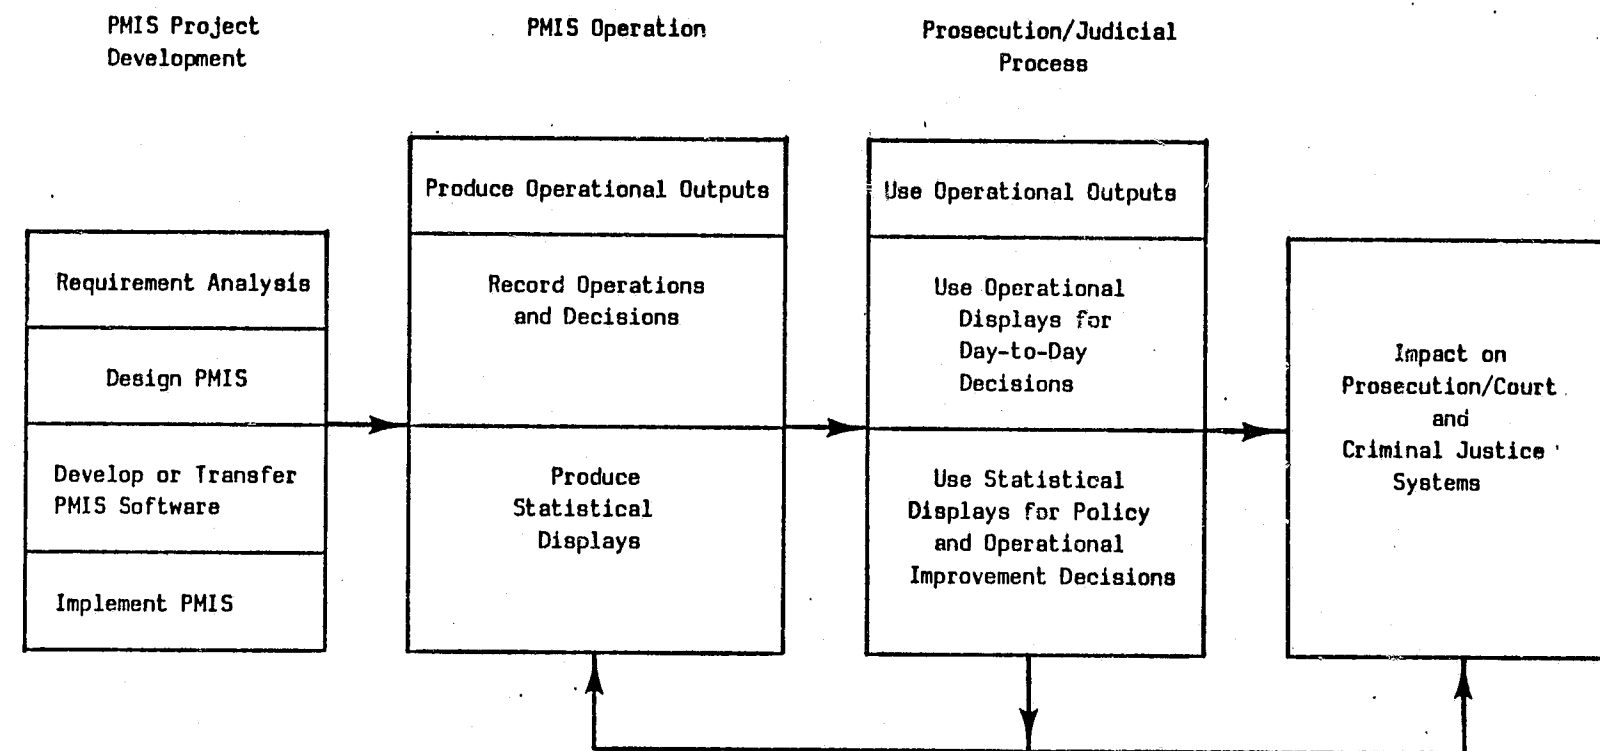 PMIS Project
Development
PMIS Operation
Prosecution/Judicial
Process
Requirement Analysis
Design PMIS
Develop or Transfer
PMIS Software
Implement PMIS
Produce Operational Outputs
Record Operations
and Decisions
Produce
Statistical
Displays
Use Operational Outputs
Use Operational
Displays for
Day-to-Day
Decisions
Use Statistical
Displays for Policy
and Operational
Improvement Decisions
Impact on
Prosecution/Court
and
Criminal Justice
Systems